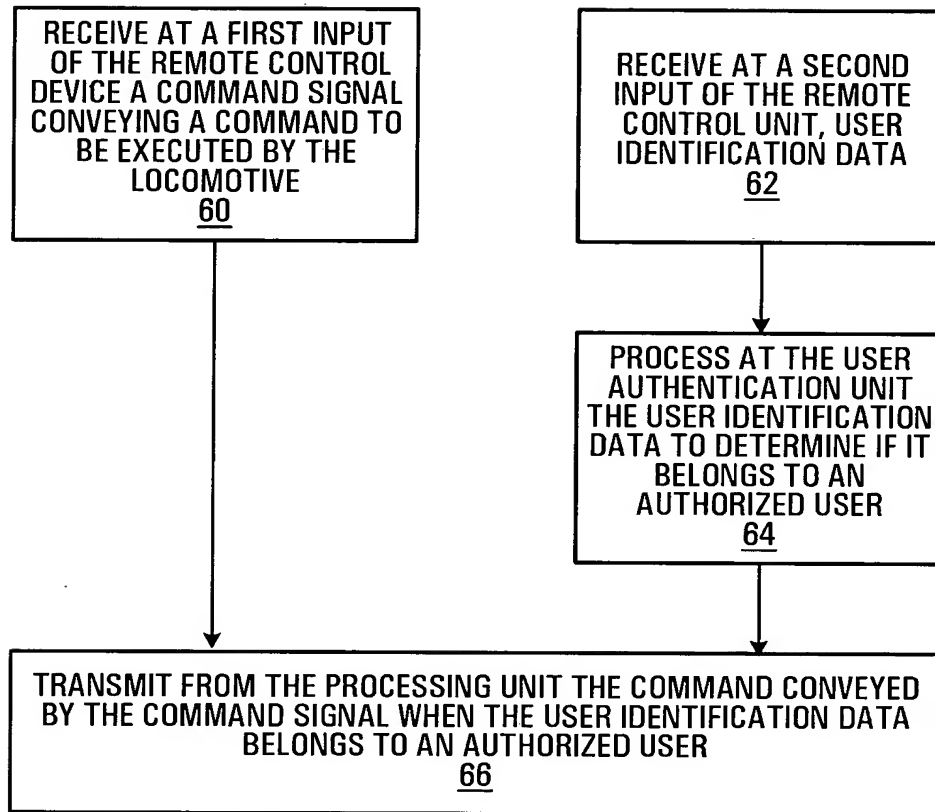 RECEIVE AT A FIRST INPUT
OF THE REMOTE CONTROL
DEVICE A COMMAND SIGNAL
CONVEYING A COMMAND TO
BE EXECUTED BY THE
LOCOMOTIVE
60
RECEIVE AT A SECOND
INPUT OF THE REMOTE
CONTROL UNIT, USER
IDENTIFICATION DATA
62
PROCESS AT THE USER
AUTHENTICATION UNIT
THE USER IDENTIFICATION
DATA TO DETERMINE IF IT
BELONGS TO AN
AUTHORIZED USER
64
TRANSMIT FROM THE PROCESSING UNIT THE COMMAND CONVEYED
BY THE COMMAND SIGNAL WHEN THE USER IDENTIFICATION DATA
BELONGS TO AN AUTHORIZED USER
66